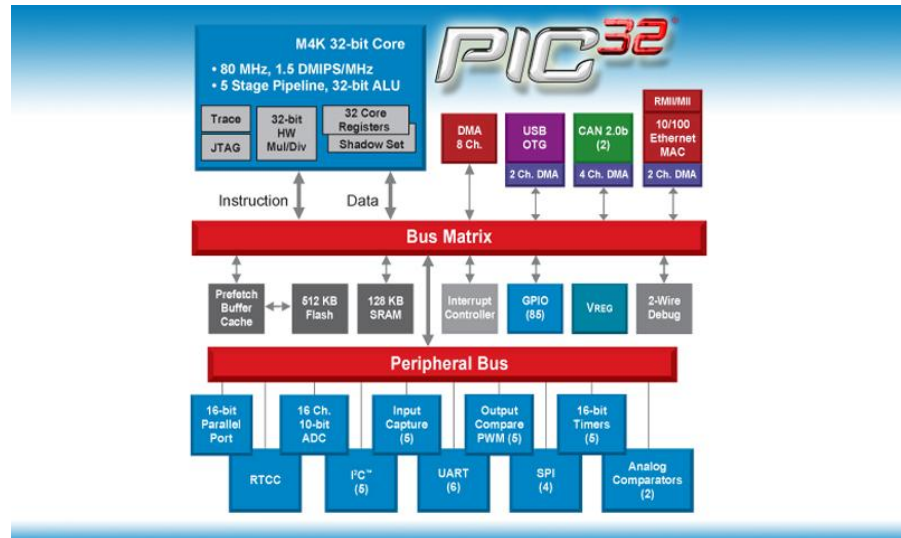 PIC32®
M4K 32-bit Core
• 80 MHz, 1.5 DMIPS/MHz
• 5 Stage Pipeline, 32-bit ALU
Trace
JTAG
32-bit
HW
Mul/Div
32 Core
Registers
Shadow Set
DMA
8 Ch.
USB
OTG
2 Ch. DMA
CAN 2.0b
(2)
4 Ch. DMA
RMII/MII
10/100
Ethernet
MAC
2 Ch. DMA
Instruction
Data
Bus Matrix
Prefetch
Buffer
Cache
512 KB
Flash
128 KB
SRAM
Interrupt
Controller
GPIO
(85)
VREG
2-Wire
Debug
Peripheral Bus
16-bit
Parallel
Port
RTCC
16 Ch.
10-bit
ADC
I²C™
(5)
Input
Capture
(5)
UART
(6)
Output
Compare
PWM (5)
SPI
(4)
16-bit
Timers
(5)
Analog
Comparators
(2)